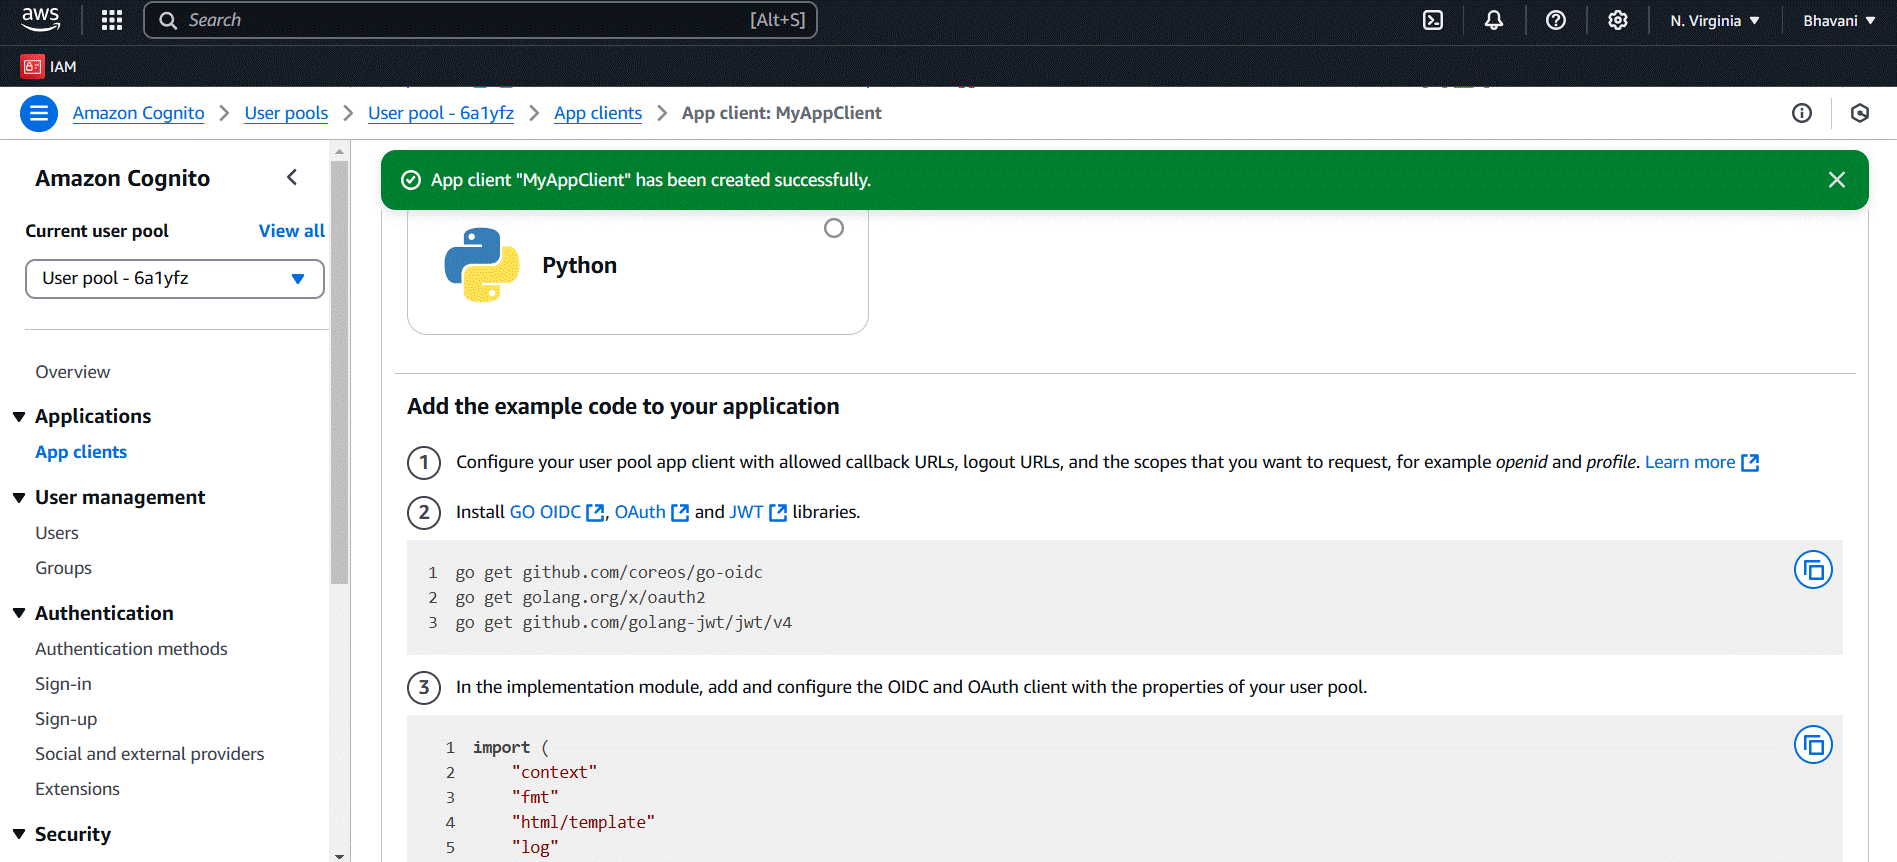 aws
Search
[Alt+S]
N. Virginia
Bhavani
IAM
Amazon Cognito
User pools
User pool - 6a1yfz
App clients
App client: MyAppClient
Amazon Cognito
Current user pool
View all
User pool - 6a1yfz
Overview
Applications
App clients
User management
Users
Groups
Authentication
Authentication methods
Sign-in
Sign-up
Social and external providers
Extensions
Security
App client "MyAppClient" has been created successfully.
Python
Add the example code to your application
1 Configure your user pool app client with allowed callback URLs, logout URLs, and the scopes that you want to request, for example openid and profile. Learn more
2 Install GO OIDC, OAuth and JWT libraries.
1 go get github.com/coreos/go-oidc
2 go get golang.org/x/oauth2
3 go get github.com/golang-jwt/jwt/v4
3 In the implementation module, add and configure the OIDC and OAuth client with the properties of your user pool.
1 import (
2 "context"
3 "fmt"
4 "html/template"
5 "log"